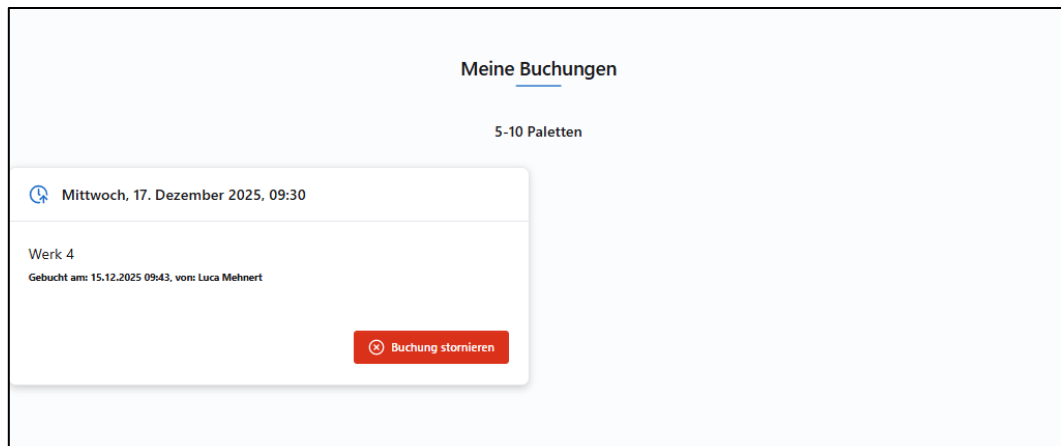 Meine Buchungen
5-10 Paletten
Mittwoch, 17. Dezember 2025, 09:30
Werk 4
Gebucht am: 15.12.2025 09:43, von: Luca Mehnert
Buchung stornieren